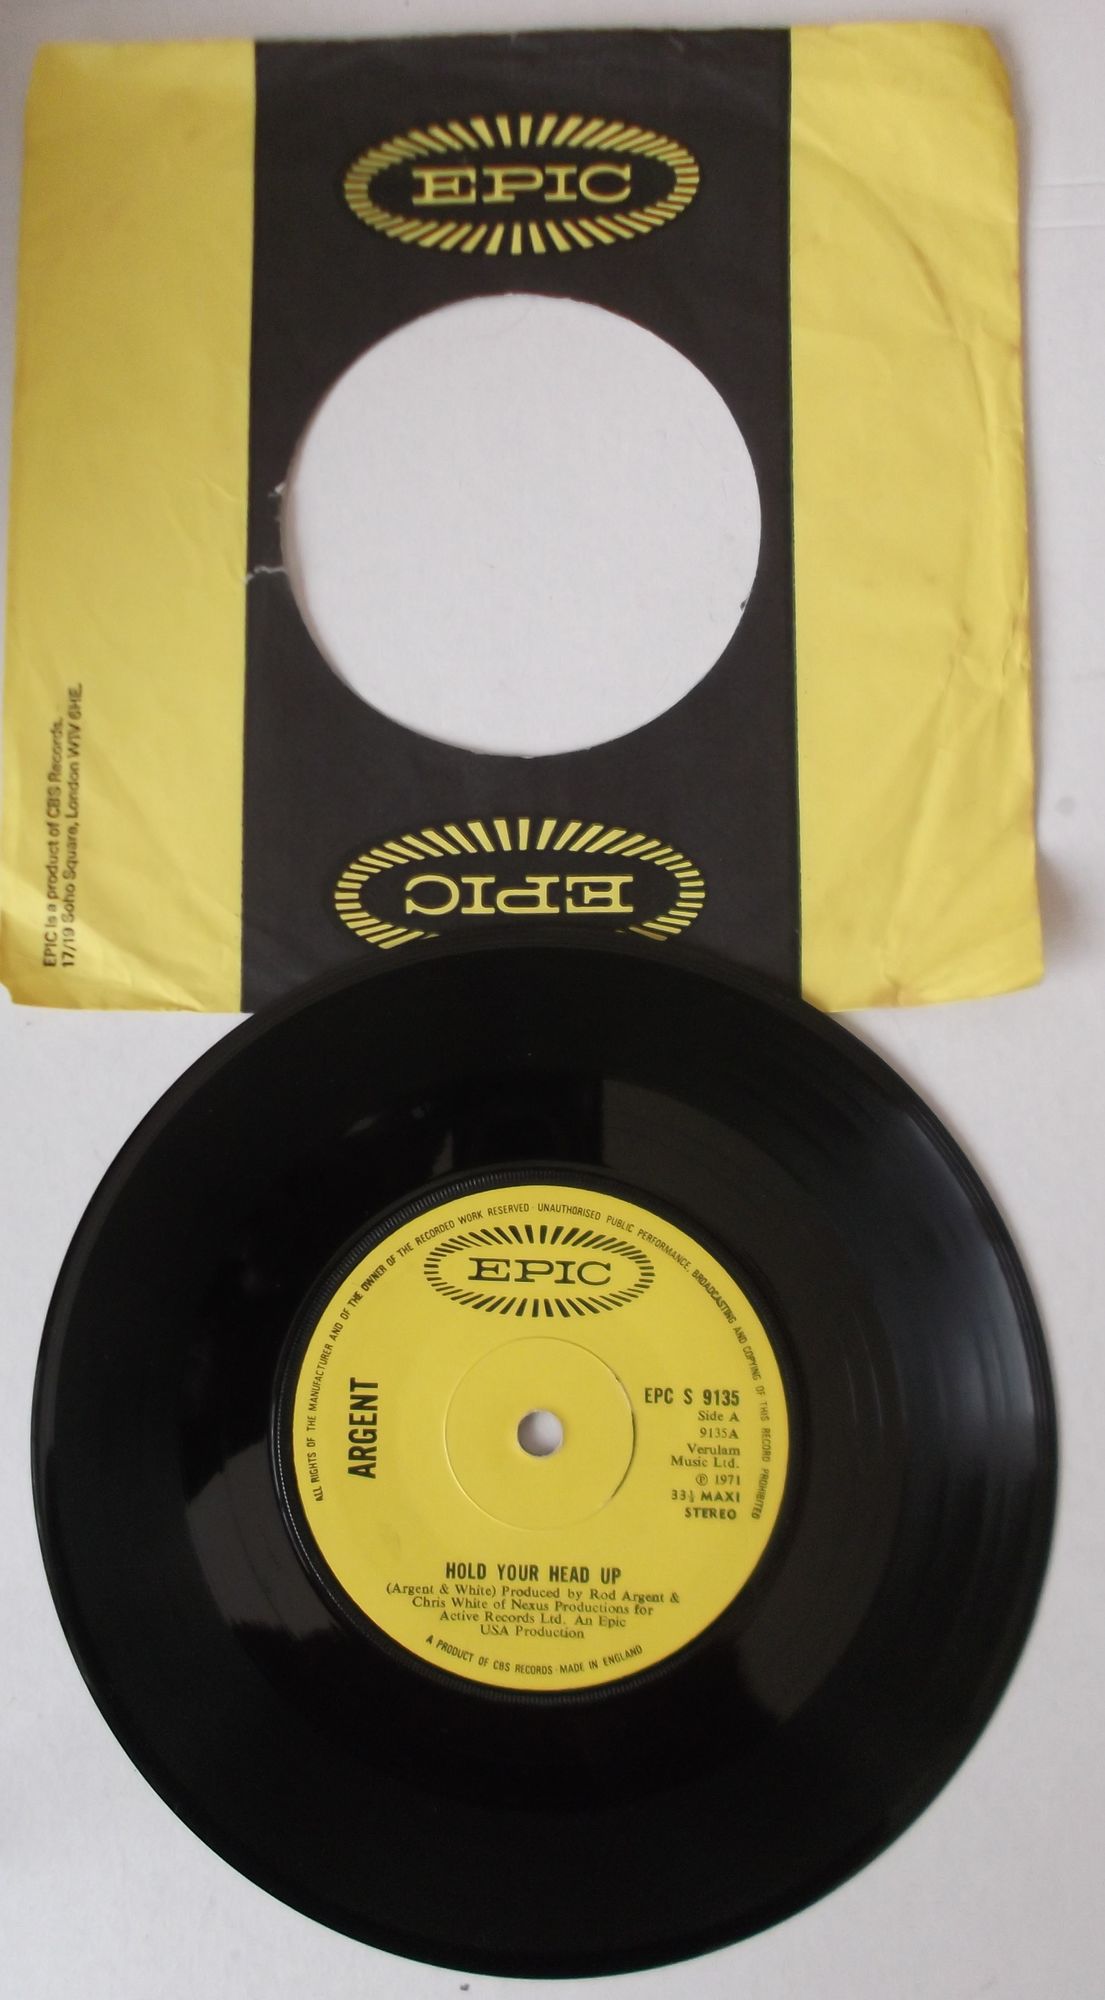 EPIC
EPIC is a product of CBS Records.
17/19 Soho Square, London W1V 6HE.
EPIC
ALL RIGHTS OF THE MANUFACTURER AND OF THE OWNER OF THE RECORDED WORK RESERVED · UNAUTHORISED PUBLIC PERFORMANCE, BROADCASTING AND COPYING OF THIS RECORD PROHIBITED
EPIC
ARGENT
EPC S 9135
Side A
9135A
Verulam
Music Ltd.
℗ 1971
33⅓ MAXI
STEREO
HOLD YOUR HEAD UP
(Argent & White) Produced by Rod Argent &
Chris White of Nexus Productions for
Active Records Ltd. An Epic
USA Production
A PRODUCT OF CBS RECORDS · MADE IN ENGLAND